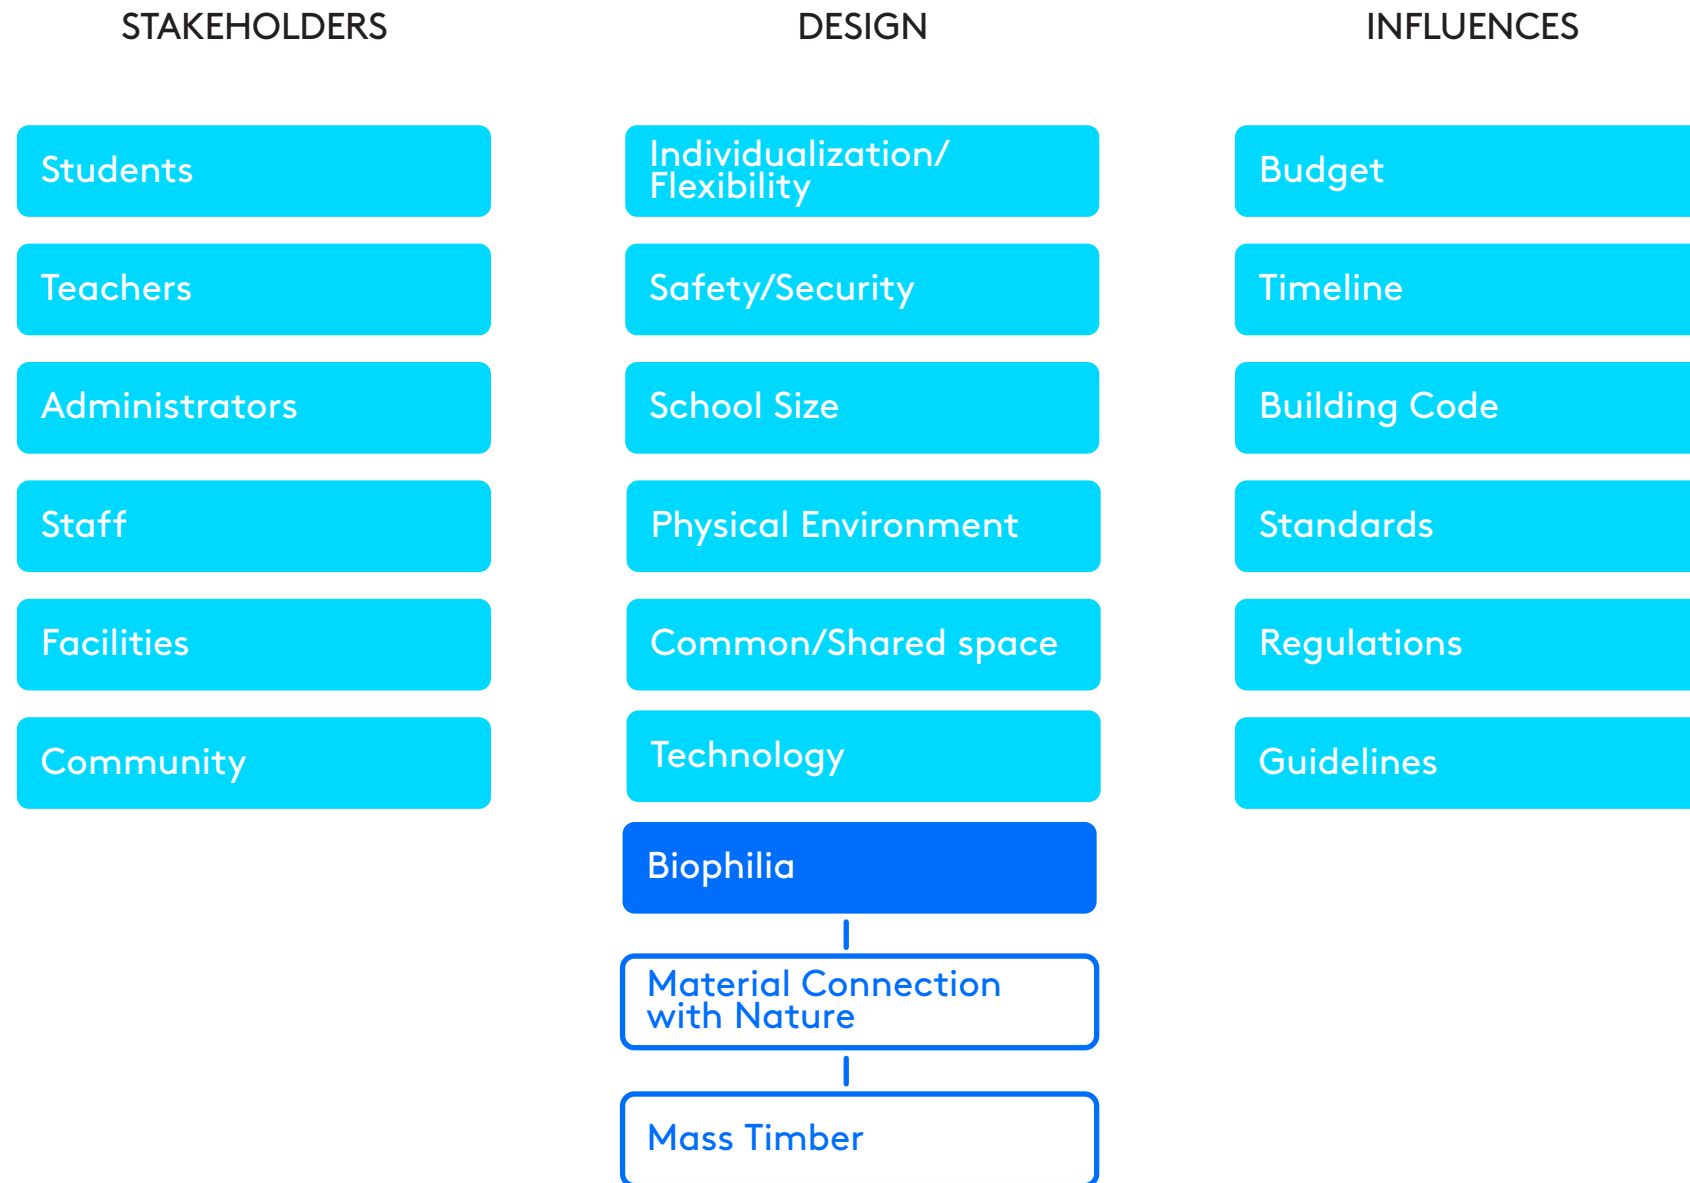 STAKEHOLDERS
Students
Teachers
Administrators
Staff
Facilities
Community
DESIGN
Individualization/
Flexibility
Safety/Security
School Size
Physical Environment
Common/Shared space
Technology
Biophilia
Material Connection
with Nature
Mass Timber
INFLUENCES
Budget
Timeline
Building Code
Standards
Regulations
Guidelines